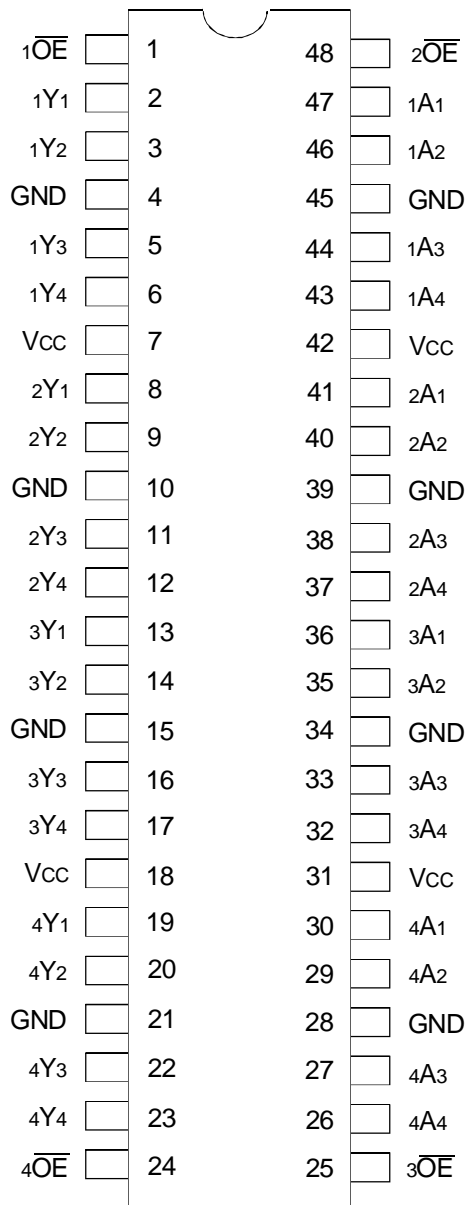 1O̅E̅ 1 48 2O̅E̅
1Y1 2 47 1A1
1Y2 3 46 1A2
GND 4 45 GND
1Y3 5 44 1A3
1Y4 6 43 1A4
VCC 7 42 VCC
2Y1 8 41 2A1
2Y2 9 40 2A2
GND 10 39 GND
2Y3 11 38 2A3
2Y4 12 37 2A4
3Y1 13 36 3A1
3Y2 14 35 3A2
GND 15 34 GND
3Y3 16 33 3A3
3Y4 17 32 3A4
VCC 18 31 VCC
4Y1 19 30 4A1
4Y2 20 29 4A2
GND 21 28 GND
4Y3 22 27 4A3
4Y4 23 26 4A4
4O̅E̅ 24 25 3O̅E̅